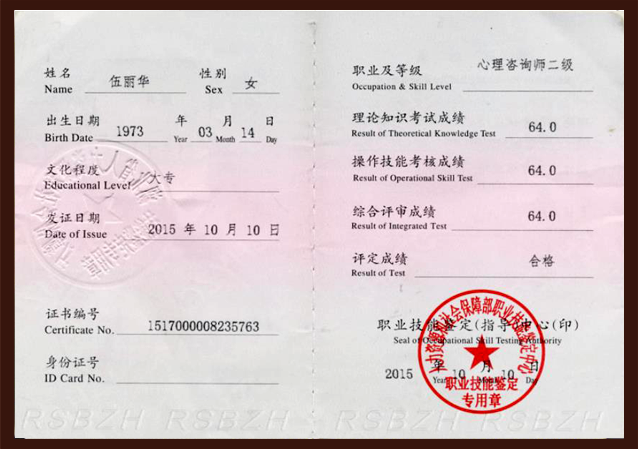 姓名 伍丽华 性别 女
Name Sex
出生日期 1973 年 03 月 14 日
Birth Date Year Month Day
文化程度 大专
Educational Level
发证日期 2015 年 10 月 10 日
Date of Issue
证书编号
Certificate No. 1517000008235763
身份证号
ID Card No.
RSBZH RSBZH
职业及等级 心理咨询师二级
Occupation & Skill Level
理论知识考试成绩 64.0
Result of Theoretical Knowledge Test
操作技能考核成绩 64.0
Result of Operational Skill Test
综合评审成绩 64.0
Result of Integrated Test
评定成绩 合格
Result of Test
职业技能鉴定(指导)中心(印)
Seal of Occupational Skill Testing Authority
2015 年 10 月 10 日
Year Month Day
人力资源和社会保障部职业技能鉴定中心
职业技能鉴定
专用章
RSBZH RSBZH